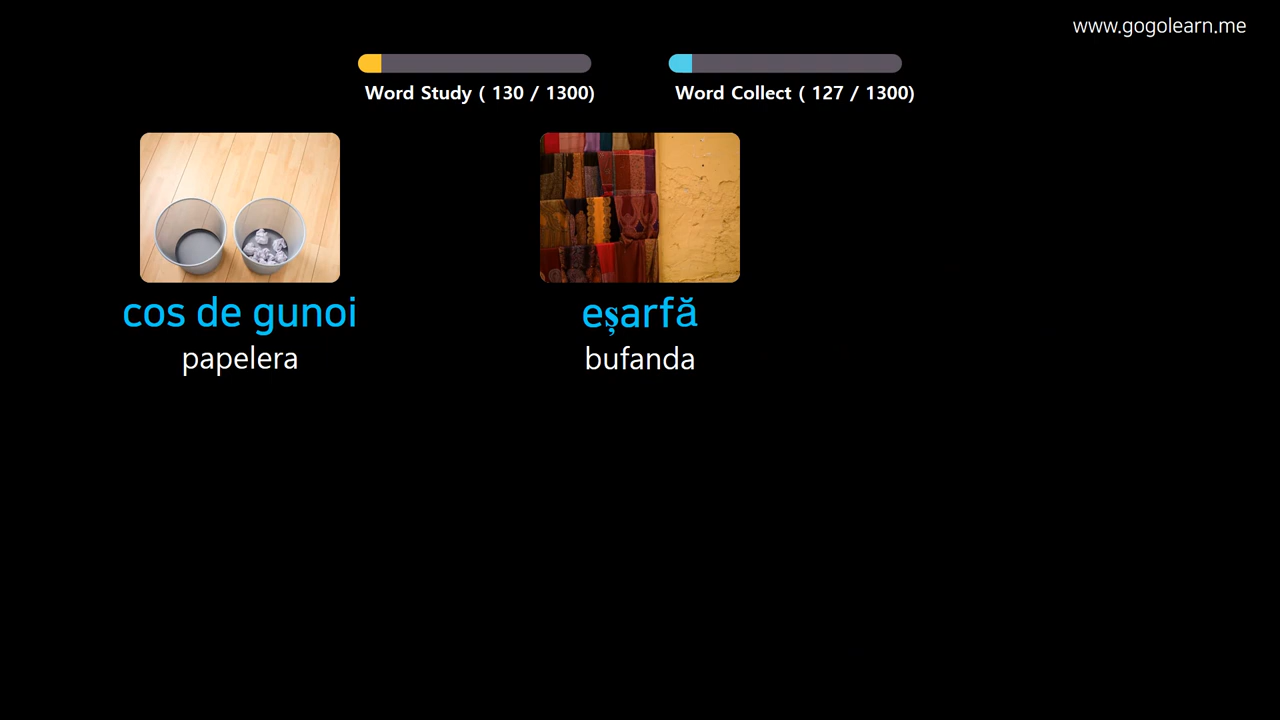 www.gogolearn.me
Word Study ( 130 / 1300)
Word Collect ( 127 / 1300)
cos de gunoi
papelera
eșarfă
bufanda